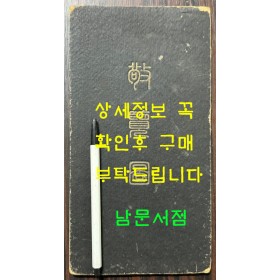 敬
상세정보 꼭
확인후 구매
부탁드립니다
남문서점